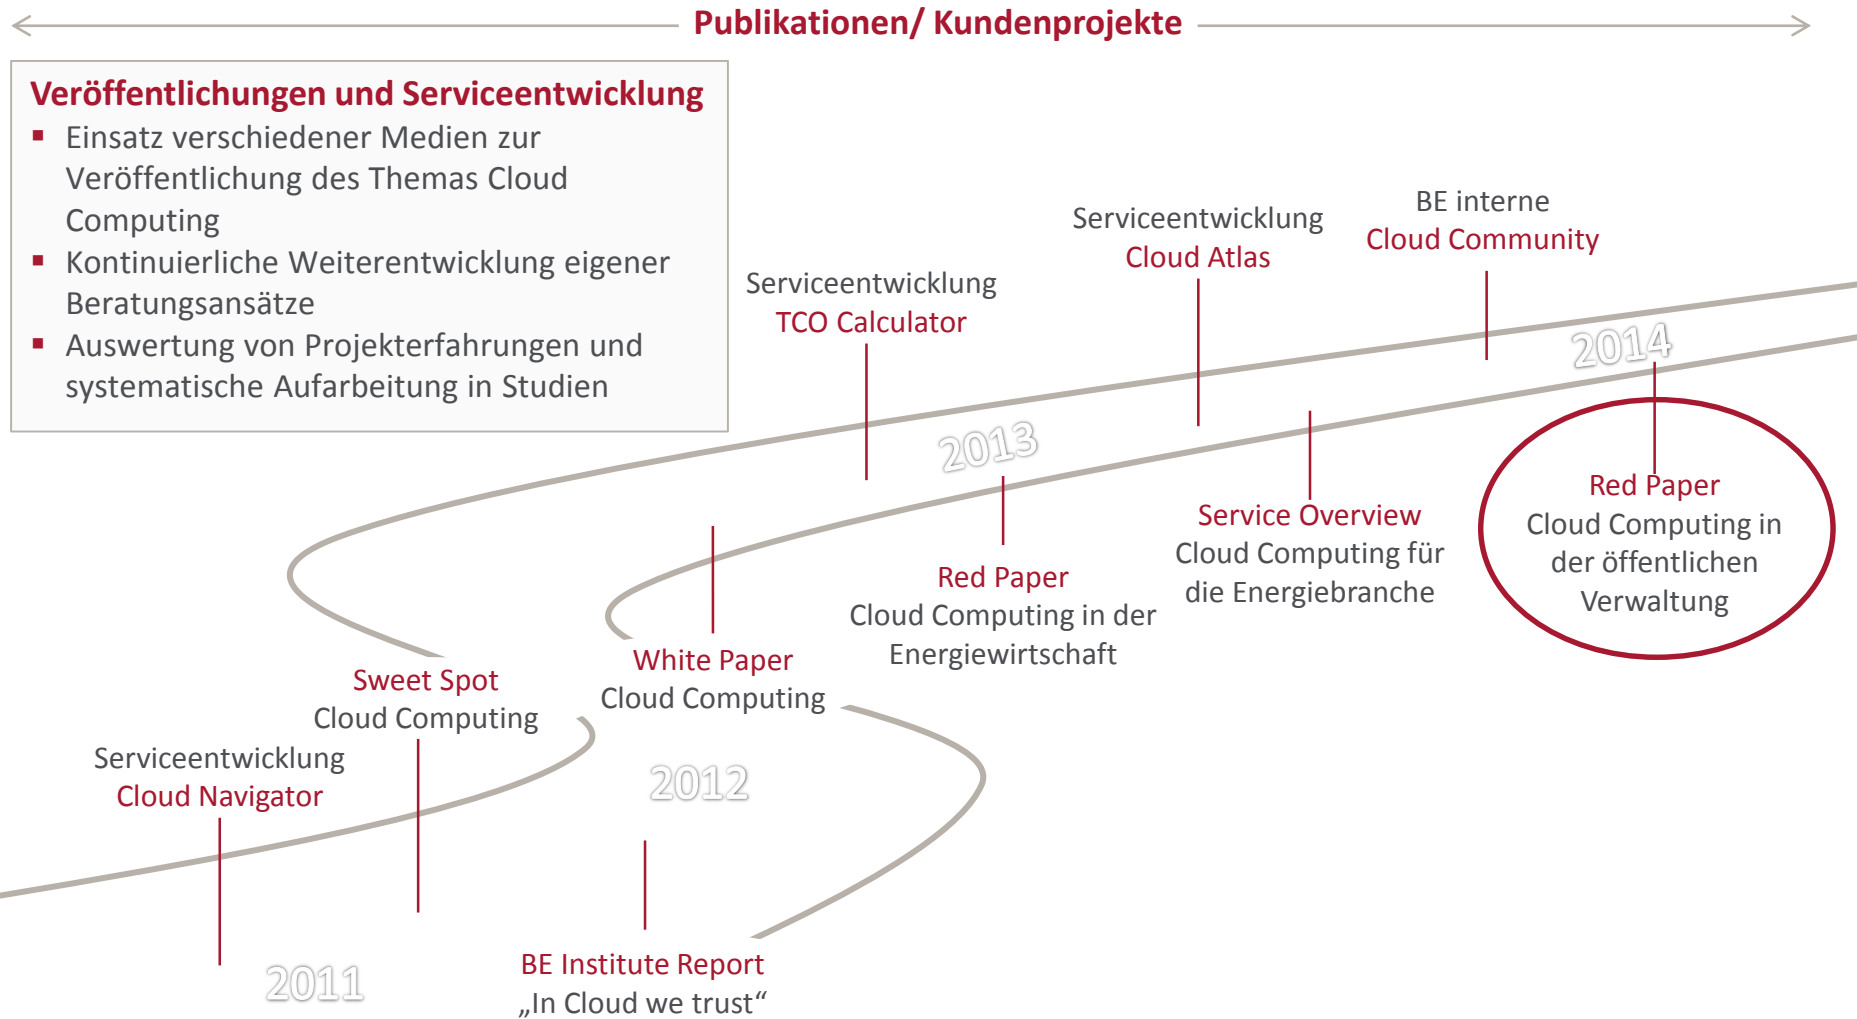 Publikationen/ Kundenprojekte
Veröffentlichungen und Serviceentwicklung
▪ Einsatz verschiedener Medien zur
Veröffentlichung des Themas Cloud
Computing
▪ Kontinuierliche Weiterentwicklung eigener
Beratungsansätze
▪ Auswertung von Projekterfahrungen und
systematische Aufarbeitung in Studien
Serviceentwicklung
Cloud Navigator
2011
Sweet Spot
Cloud Computing
BE Institute Report
„In Cloud we trust“
2012
White Paper
Cloud Computing
Serviceentwicklung
TCO Calculator
2013
Red Paper
Cloud Computing in der
Energiewirtschaft
Serviceentwicklung
Cloud Atlas
Service Overview
Cloud Computing für
die Energiebranche
BE interne
Cloud Community
2014
Red Paper
Cloud Computing in
der öffentlichen
Verwaltung